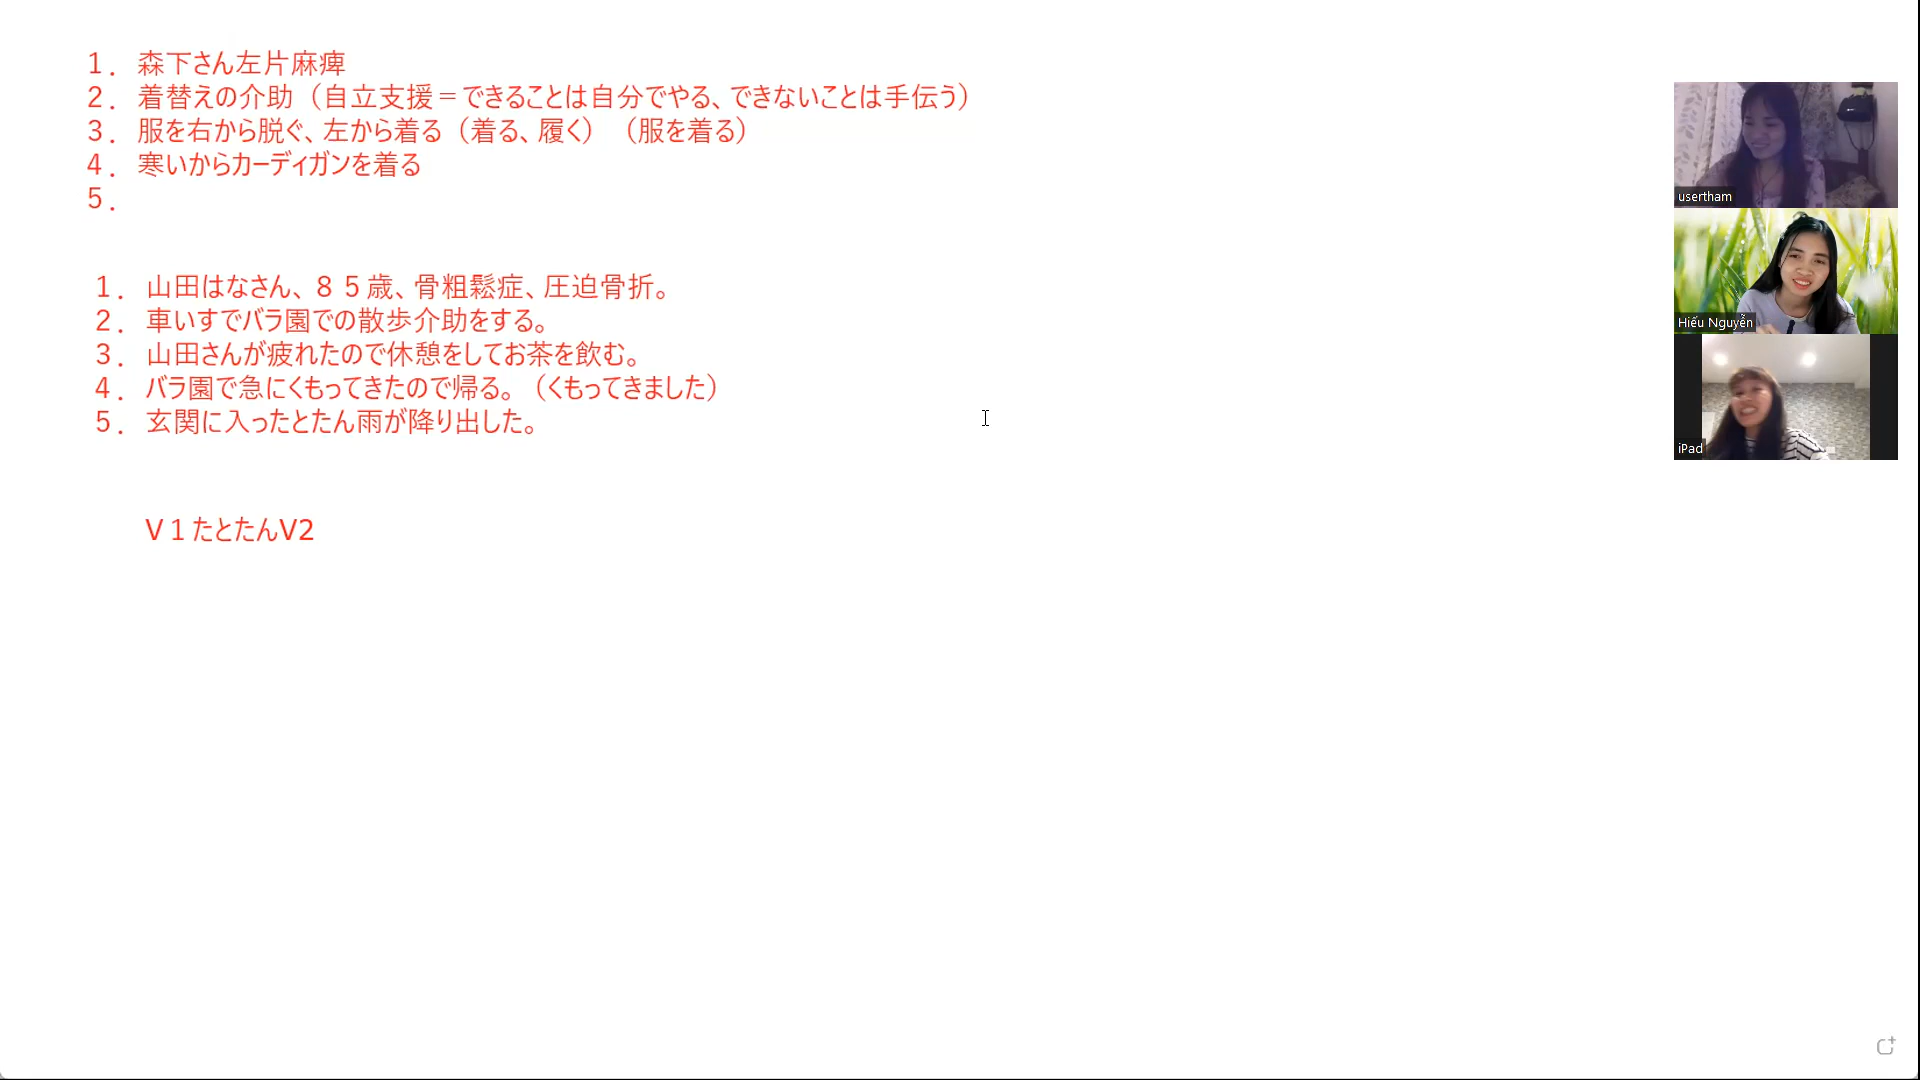 １．森下さん左片麻痺
２．着替えの介助（自立支援＝できることは自分でやる、できないことは手伝う）
３．服を右から脱ぐ、左から着る（着る、履く）（服を着る）
４．寒いからカーディガンを着る
５．
１．山田はなさん、８５歳、骨粗鬆症、圧迫骨折。
２．車いすでバラ園での散歩介助をする。
３．山田さんが疲れたので休憩をしてお茶を飲む。
４．バラ園で急にくもってきたので帰る。（くもってきました）
５．玄関に入ったとたん雨が降り出した。
V１たとたんV2
usertham
Hiếu Nguyễn
iPad